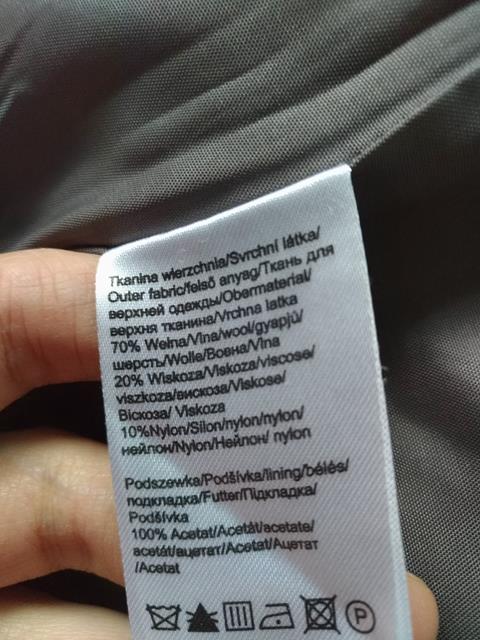 Tkanina wierzchnia/Svrchní látka/
Outer fabric/felső anyag/Ткань для
верхней одежды/Obermaterial/
верхня тканина/Vrchna latka
70% Wełna/Vlna/wool/gyapjú/
шерсть/Wolle/Вовна/Vlna
20% Wiskoza/Viskoza/viscose/
viszkoza/вискоза/Viskose/
Віскоза/ Viskoza
10%Nylon/Silon/nylon/nylon/
нейлон/Nylon/Нейлон/ nylon
Podszewka/Podšívka/lining/bélés/
подкладка/Futter/Підкладка/
Podšívka
100% Acetat/Acetát/acetate/
acetát/ацетат/Acetat/Ацетат
/Acetat
P